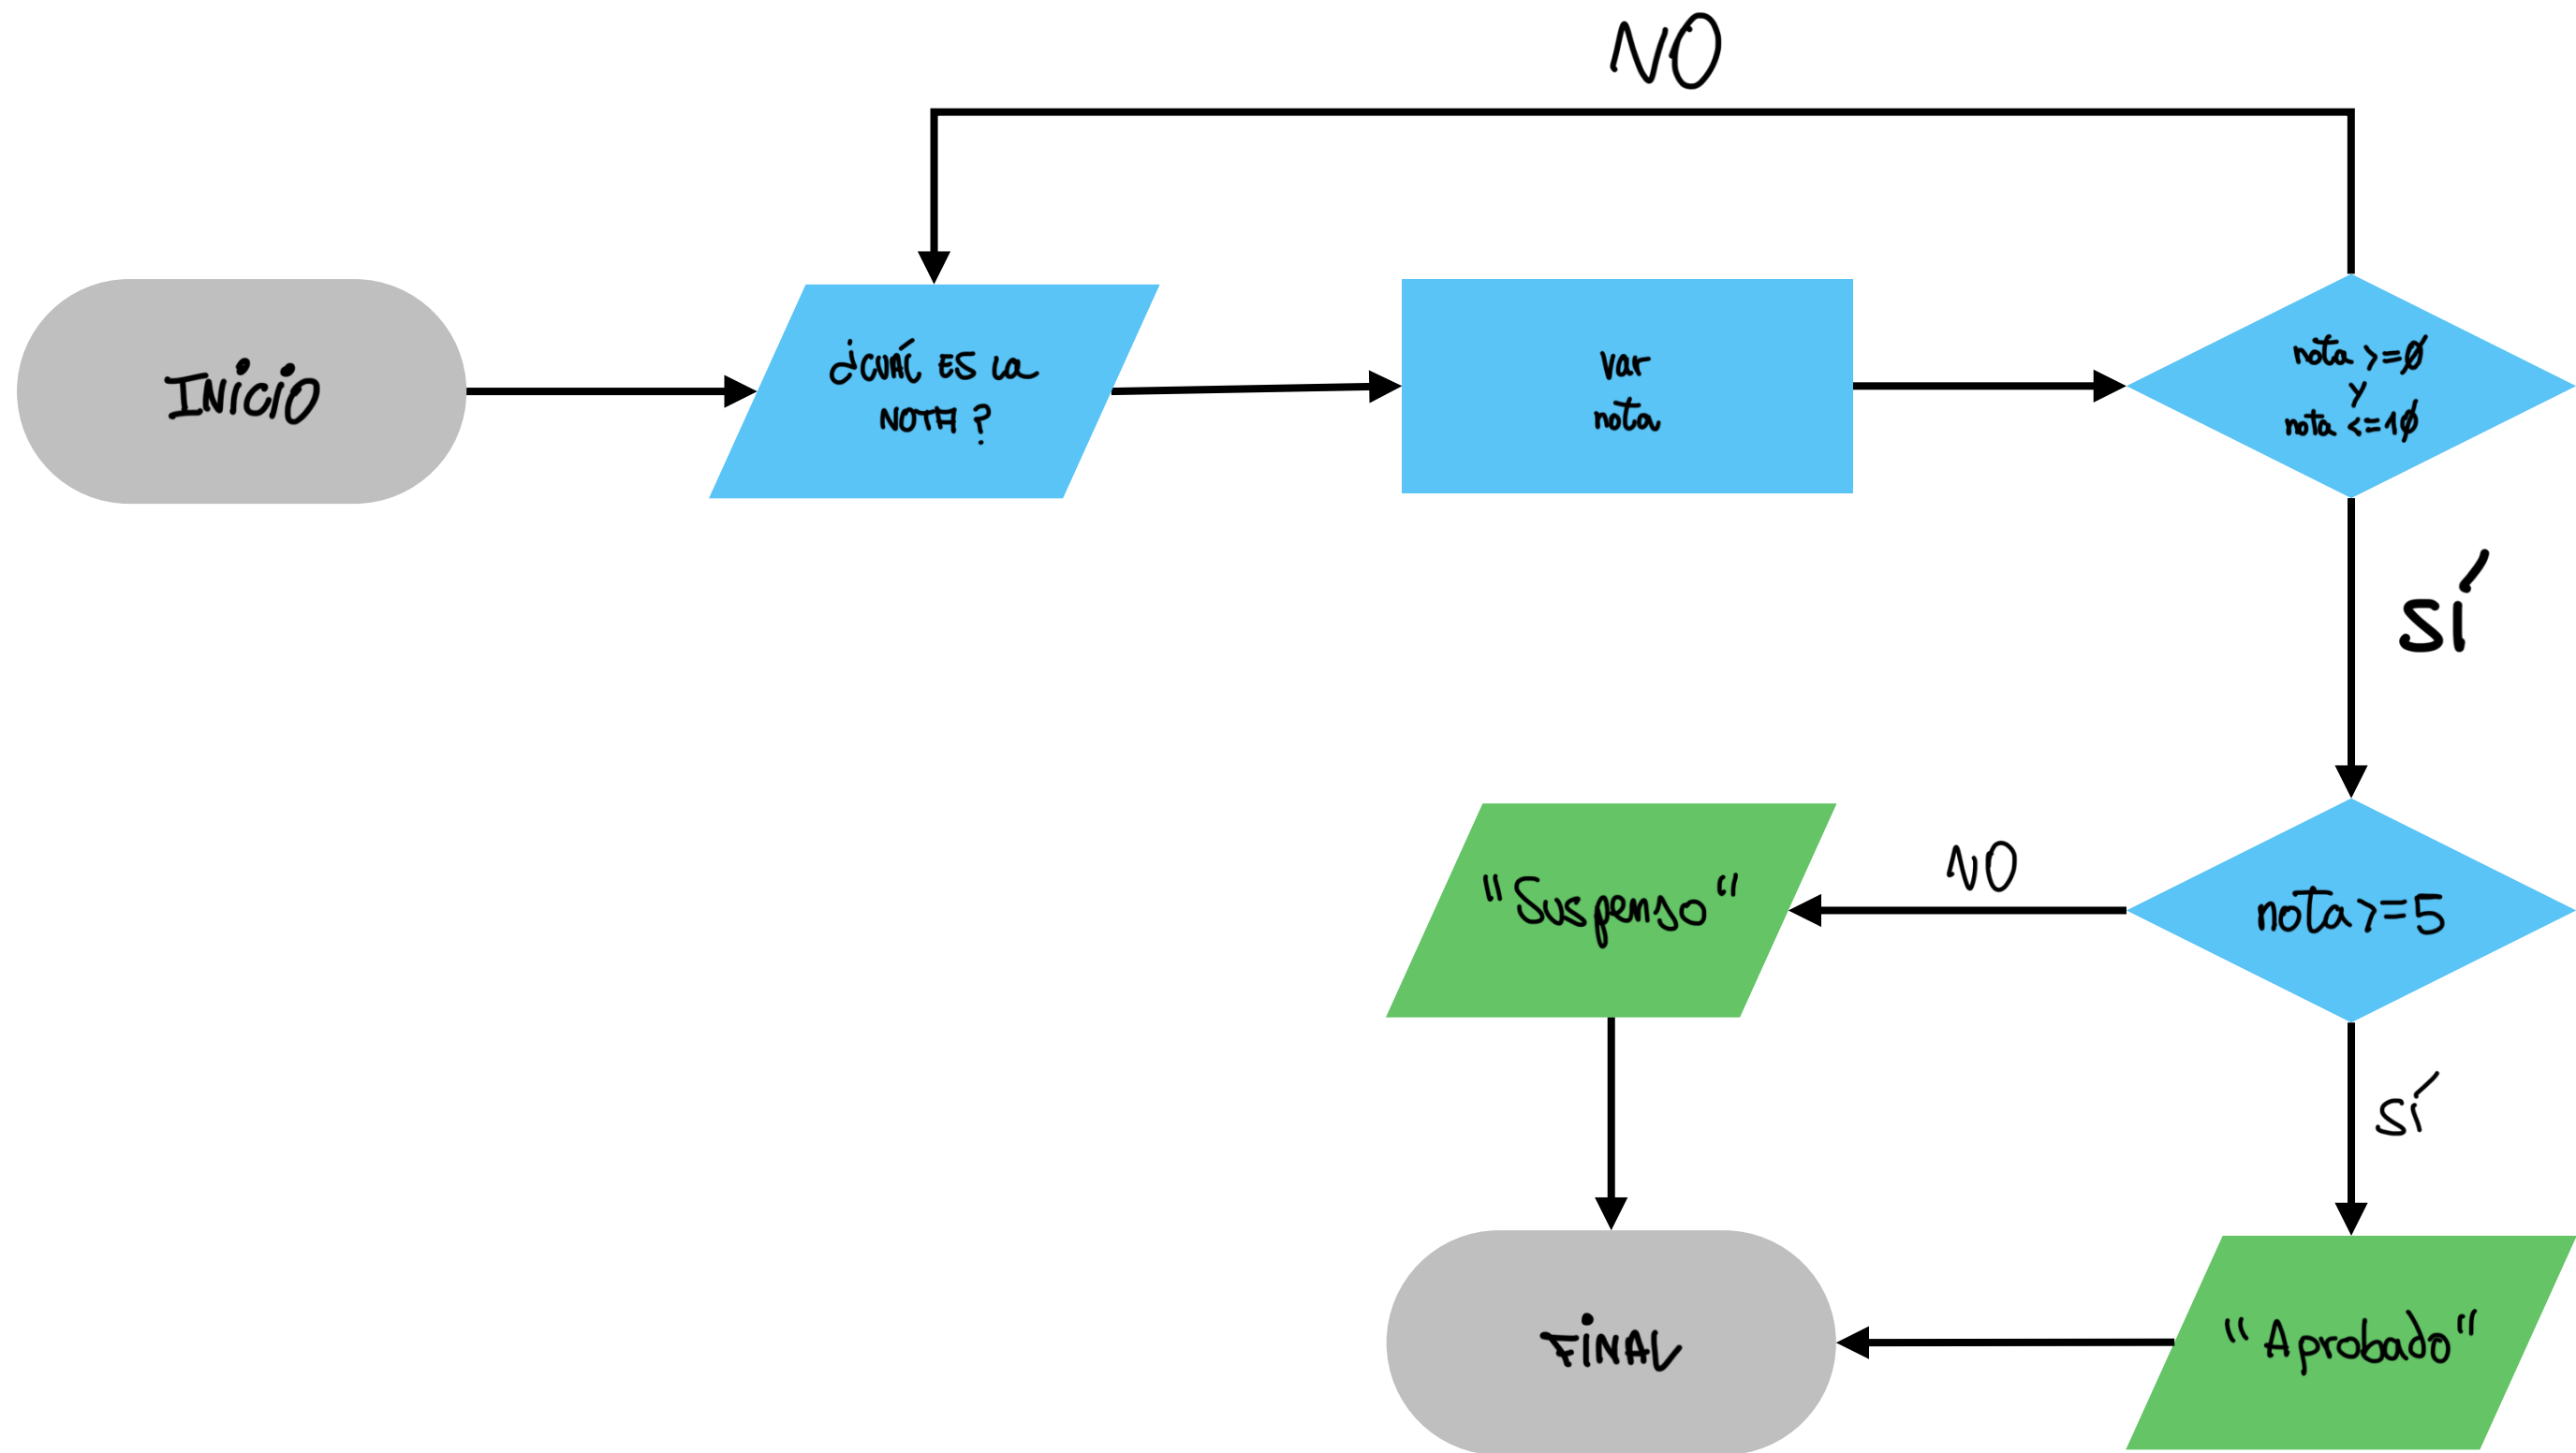 NO
INiCiO
¿CUÁL ES LA
NOTA?
Var
nota
nota >=0
y
nota <=10
SÍ
"Suspenso"
NO
nota >=5
SÍ
FiNAL
"Aprobado"